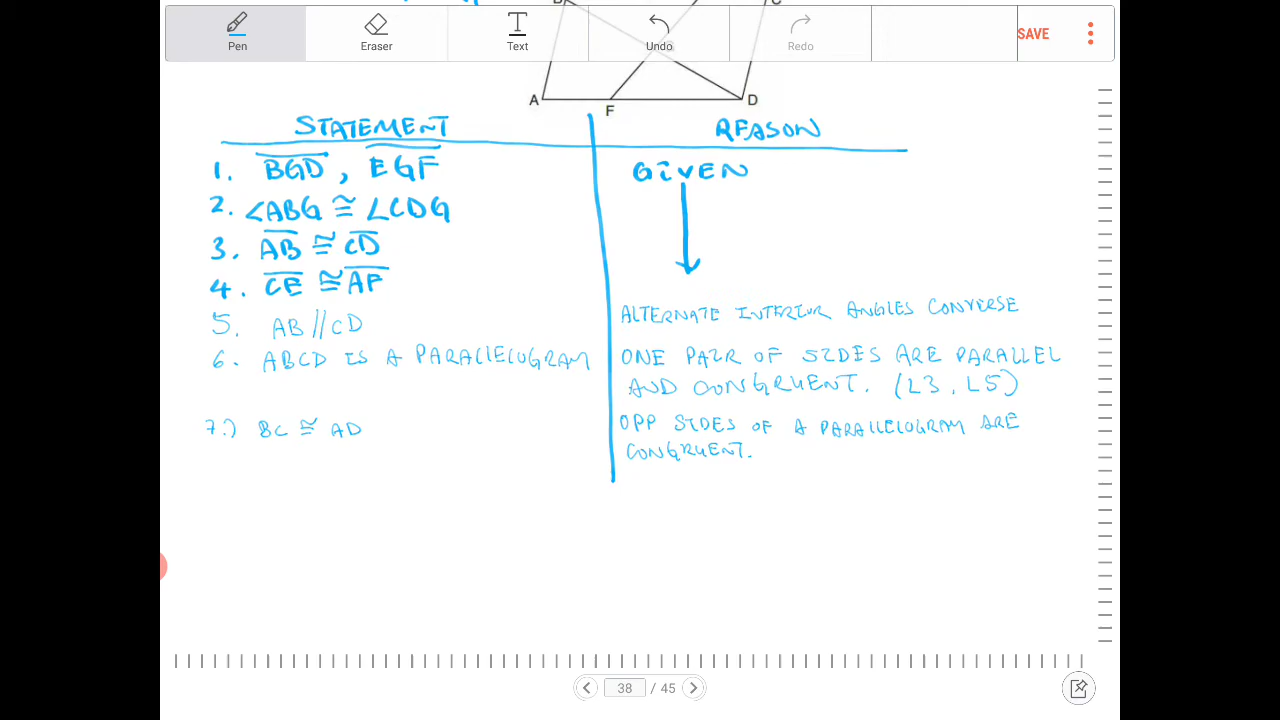 B C
Pen Eraser Text Undo Redo SAVE
A F D
STATEMENT REASON
1. BGD, EGF GIVEN
2. ∠ABG ≅ ∠CDG
3. AB ≅ CD
4. CE ≅ AF
5. AB // CD ALTERNATE INTERIOR ANGLES CONVERSE
6. ABCD IS A PARALLELOGRAM ONE PAIR OF SIDES ARE PARALLEL
AND CONGRUENT. (L3, L5)
7.) BC ≅ AD OPP SIDES OF A PARALLELOGRAM ARE
CONGRUENT.
38 / 45